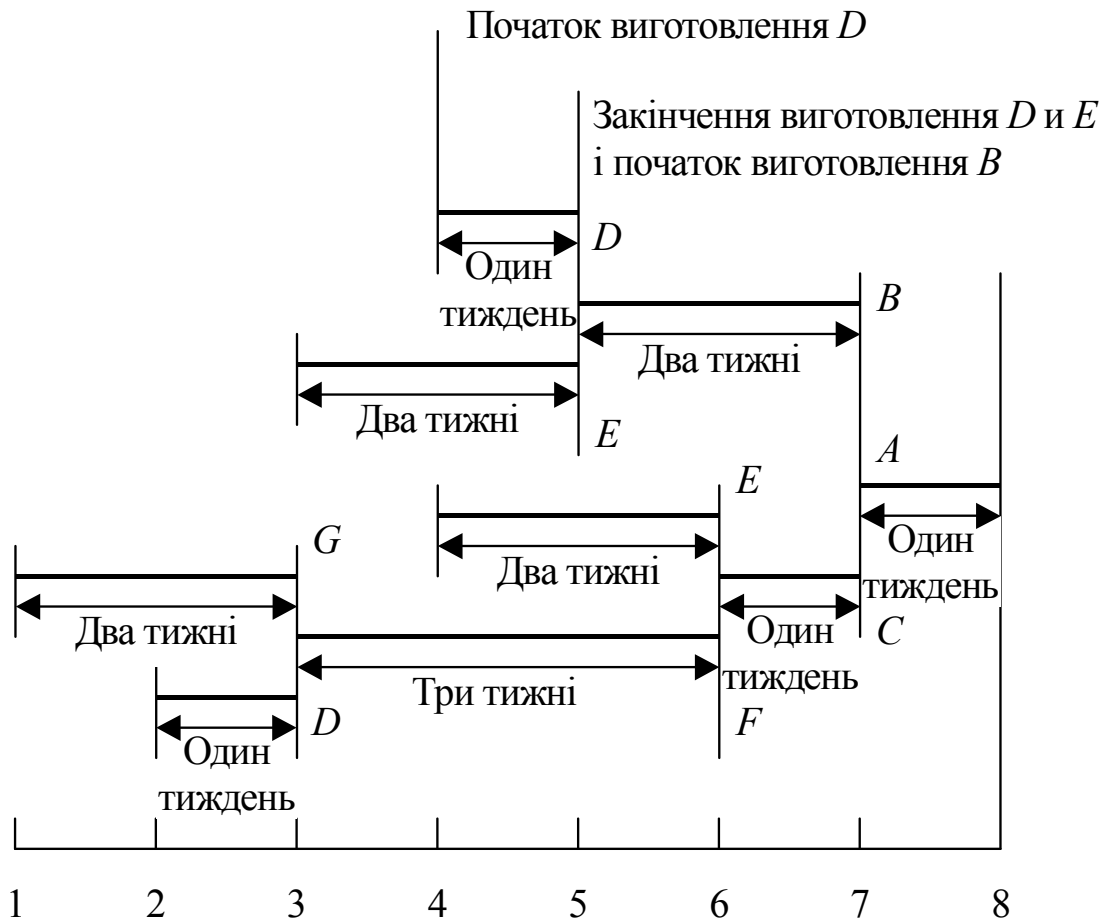 Початок виготовлення D
Закінчення виготовлення D и E
і початок виготовлення B
D
Один
тиждень
B
Два тижні
Два тижні
E
A
E
Один
тиждень
G
Два тижні
Два тижні
C
Один
тиждень
Три тижні
D
F
Один
тиждень
1 2 3 4 5 6 7 8